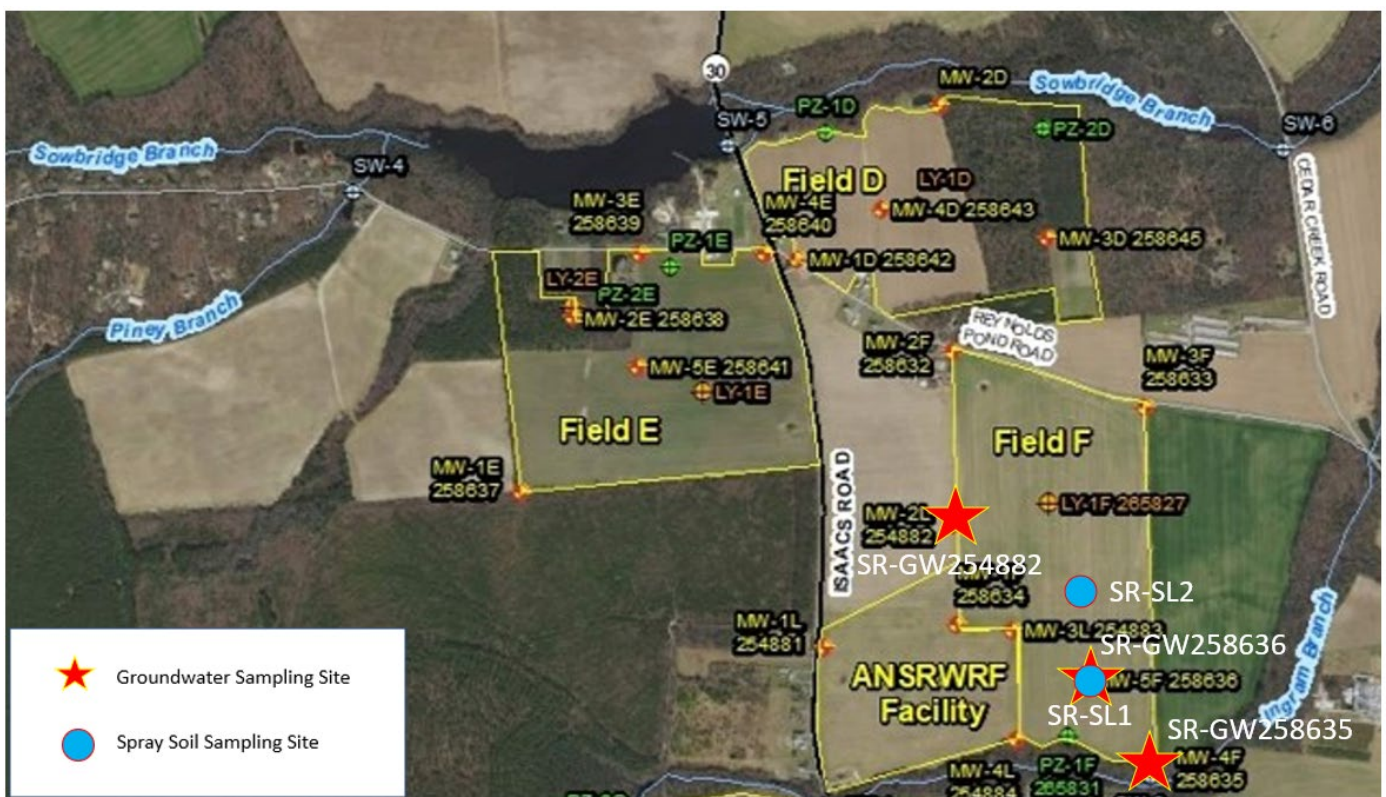 30
MW-2D
Sowbridge Branch
SW-5
PZ-1D
PZ-2D
SW-6
Sowbridge Branch
SW-4
Field D
LY-1D
MW-3E
258639
MW-4E
258640
MW-4D 258643
CEDAR CREEK ROAD
PZ-1E
MW-1D 258642
MW-3D 258645
LY-2E
PZ-2E
Piney Branch
MW-2E 258638
REYNOLDS
POND ROAD
MW-2F
258632
MW-3F
258633
MW-5E 258641
LY-1E
Field E
Field F
MW-1E
258637
ISAACS ROAD
MW-2L
254882
LY-1F 265827
SR-GW254882
258634
SR-SL2
MW-1L
254881
MW-3L 254883
SR-GW258636
Groundwater Sampling Site
ANSRWRF
Facility
MW-5F 258636
Ingram Branch
SR-SL1
SR-GW258635
Spray Soil Sampling Site
MW-4L
254884
PZ-1F
265831
MW-4F
258635